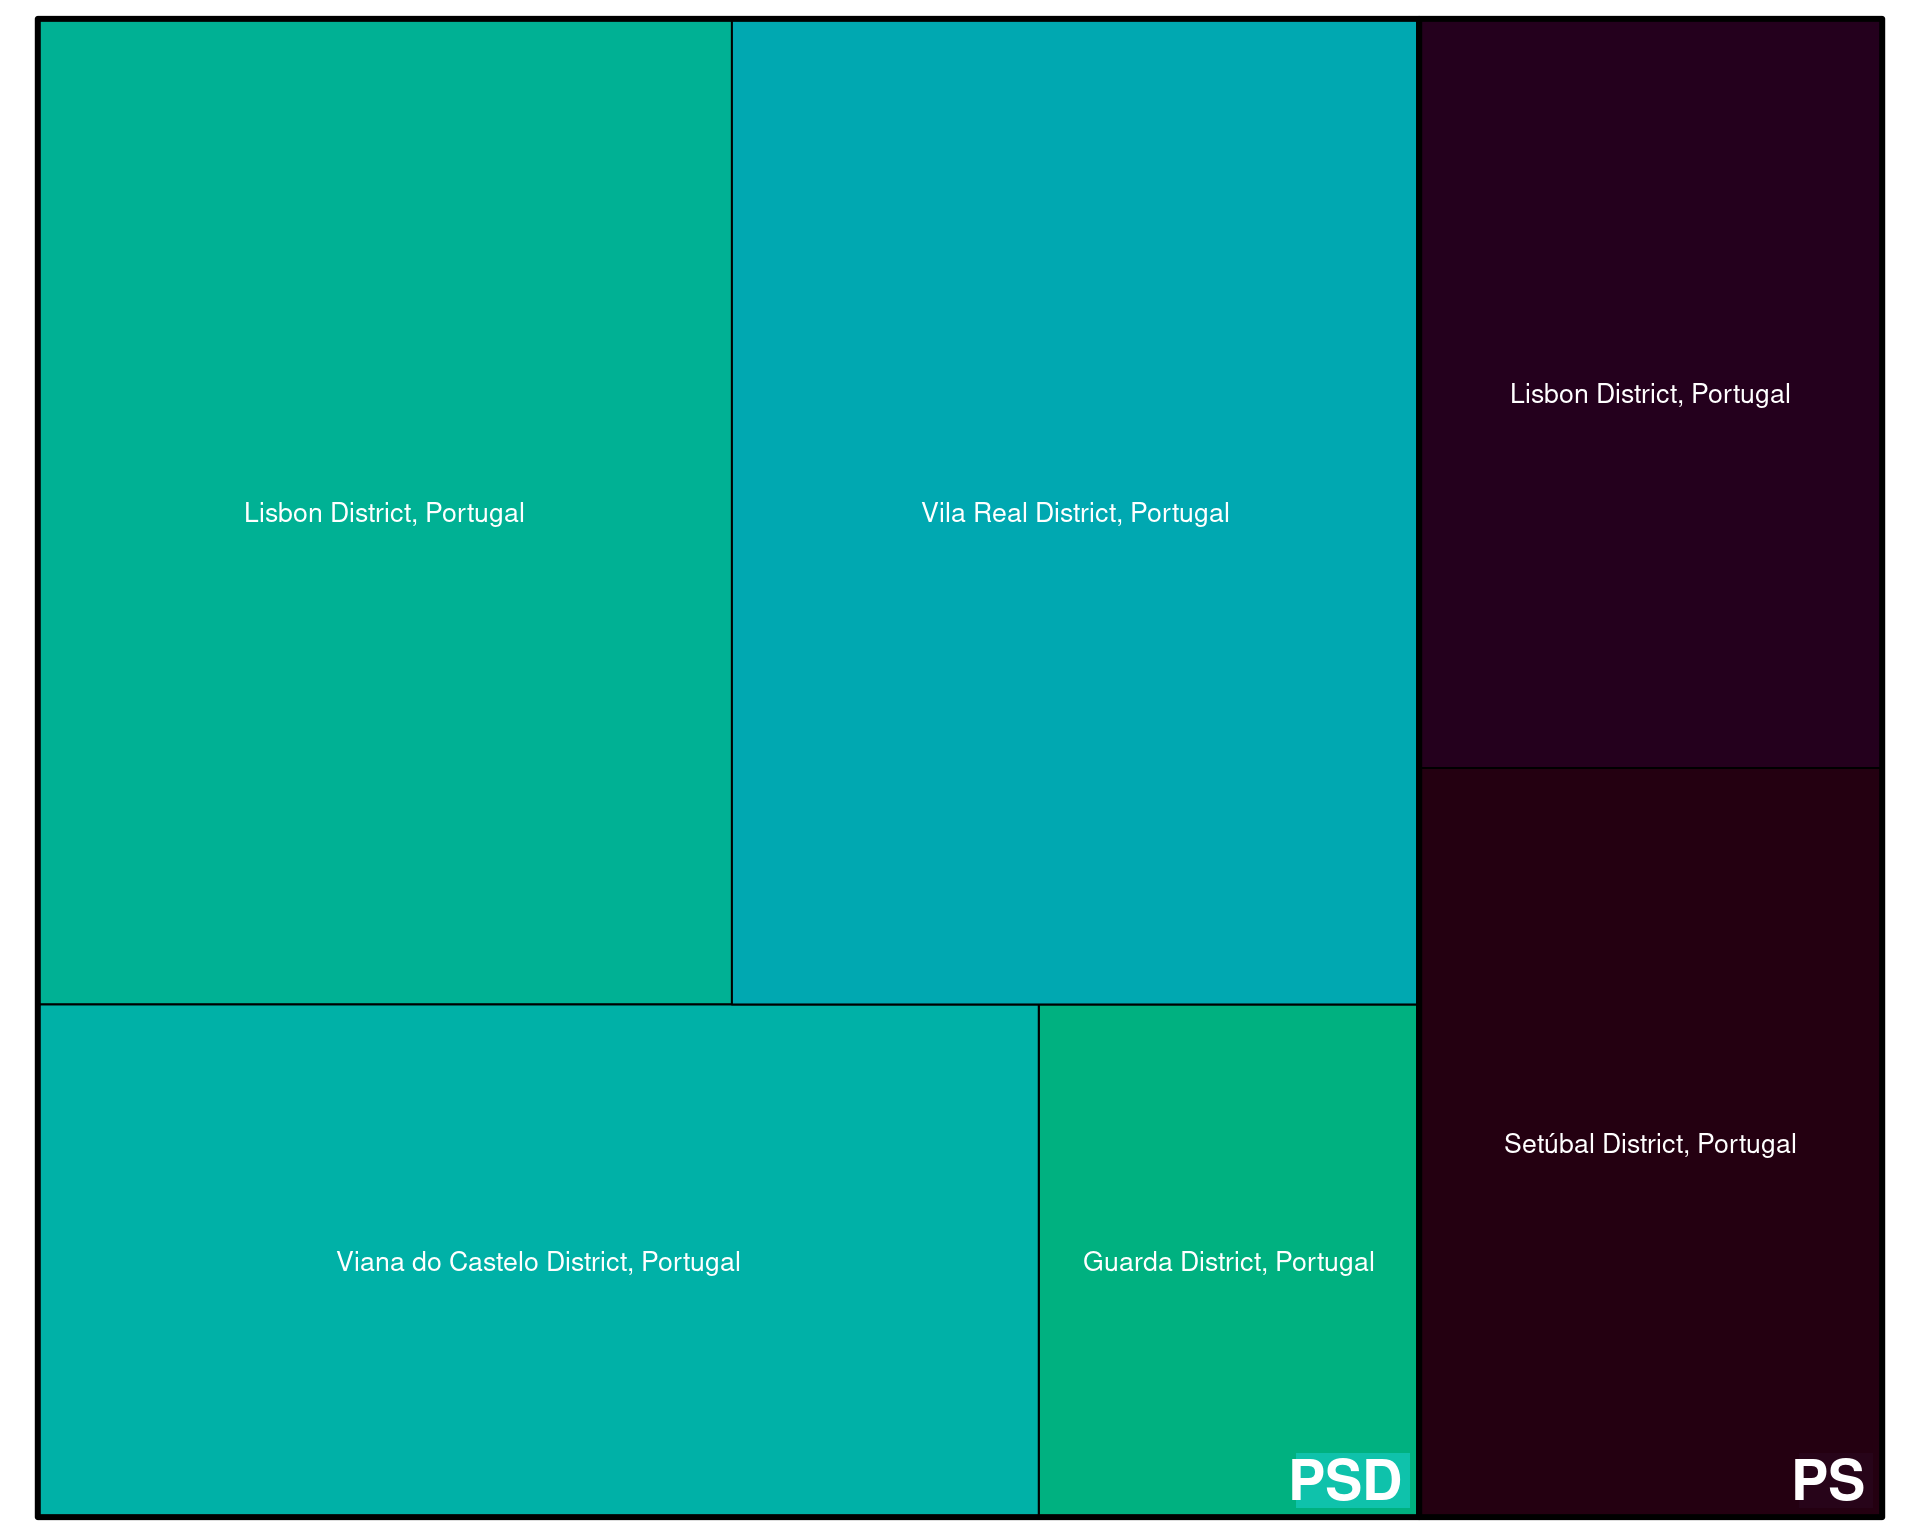 Lisbon District, Portugal
Vila Real District, Portugal
Lisbon District, Portugal
Viana do Castelo District, Portugal
Guarda District, Portugal
Setúbal District, Portugal
PSD
PS